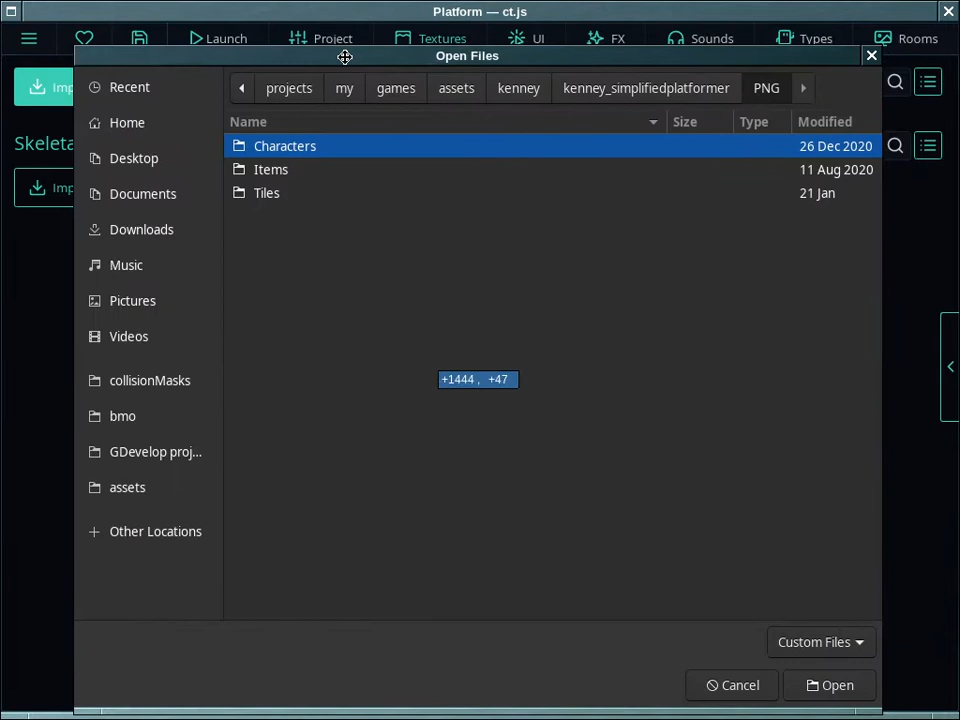 Platform — ct.js
Launch Project Textures UI FX Sounds Types Rooms
Open Files
Imp
Skeleta
Imp
Recent
Home
Desktop
Documents
Downloads
Music
Pictures
Videos
collisionMasks
bmo
GDevelop proj...
assets
Other Locations
projects my games assets kenney kenney_simplifiedplatformer PNG
Name Size Type Modified
Characters 26 Dec 2020
Items 11 Aug 2020
Tiles 21 Jan
+1444 , +47
Custom Files
Cancel Open